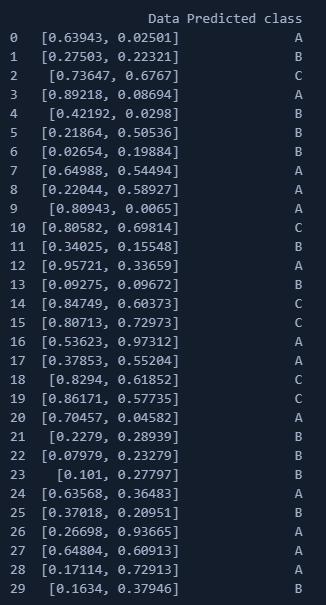 Data Predicted class
0 [0.63943, 0.02501] A
1 [0.27503, 0.22321] B
2 [0.73647, 0.6767] C
3 [0.89218, 0.08694] A
4 [0.42192, 0.0298] B
5 [0.21864, 0.50536] B
6 [0.02654, 0.19884] B
7 [0.64988, 0.54494] A
8 [0.22044, 0.58927] A
9 [0.80943, 0.0065] A
10 [0.80582, 0.69814] C
11 [0.34025, 0.15548] B
12 [0.95721, 0.33659] A
13 [0.09275, 0.09672] B
14 [0.84749, 0.60373] C
15 [0.80713, 0.72973] C
16 [0.53623, 0.97312] A
17 [0.37853, 0.55204] A
18 [0.8294, 0.61852] C
19 [0.86171, 0.57735] C
20 [0.70457, 0.04582] A
21 [0.2279, 0.28939] B
22 [0.07979, 0.23279] B
23 [0.101, 0.27797] B
24 [0.63568, 0.36483] A
25 [0.37018, 0.20951] B
26 [0.26698, 0.93665] A
27 [0.64804, 0.60913] A
28 [0.17114, 0.72913] A
29 [0.1634, 0.37946] B